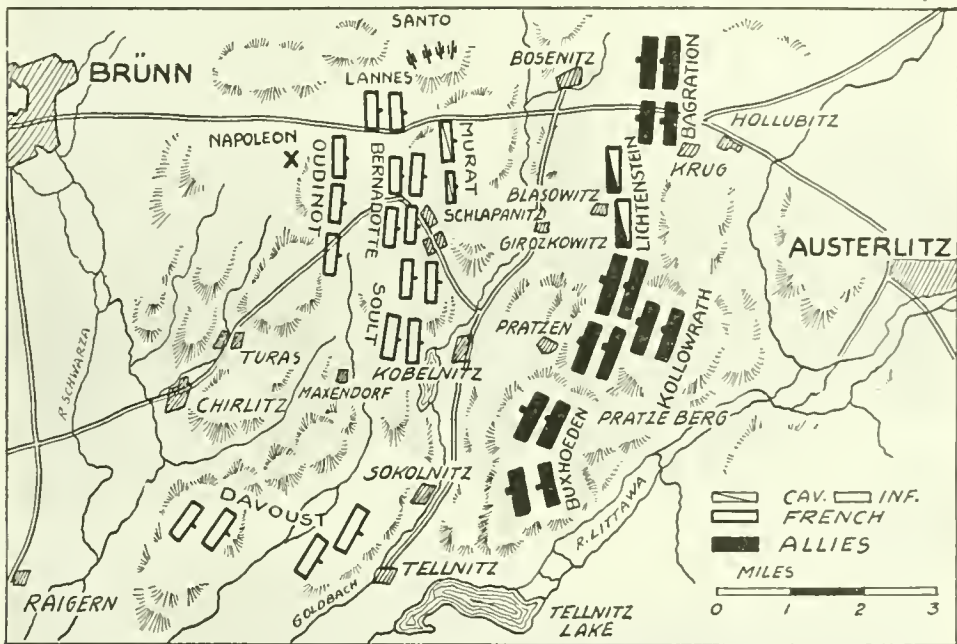 SANTO
BRÜNN
LANNES
BOSENITZ
BAGRATION
HOLLUBITZ
NAPOLEON
OUDINOT
BERNADOTTE
MURAT
KRUG
BLASOWITZ
LICHTENSTEIN
SCHLAPANITZ
GIROZKOWITZ
AUSTERLITZ
SOULT
PRATZEN
KOLLOWRATH
R. SCHWARZA
TURAS
KOBELNITZ
MAXENDORF
CHIRLITZ
PRATZE BERG
BUXHOEDEN
SOKOLNITZ
DAVOUST
R. LITTAWA
CAV. INF.
FRENCH
ALLIES
TELLNITZ
MILES
0 1 2 3
RAIGERN
GOLDBACH
TELLNITZ
LAKE